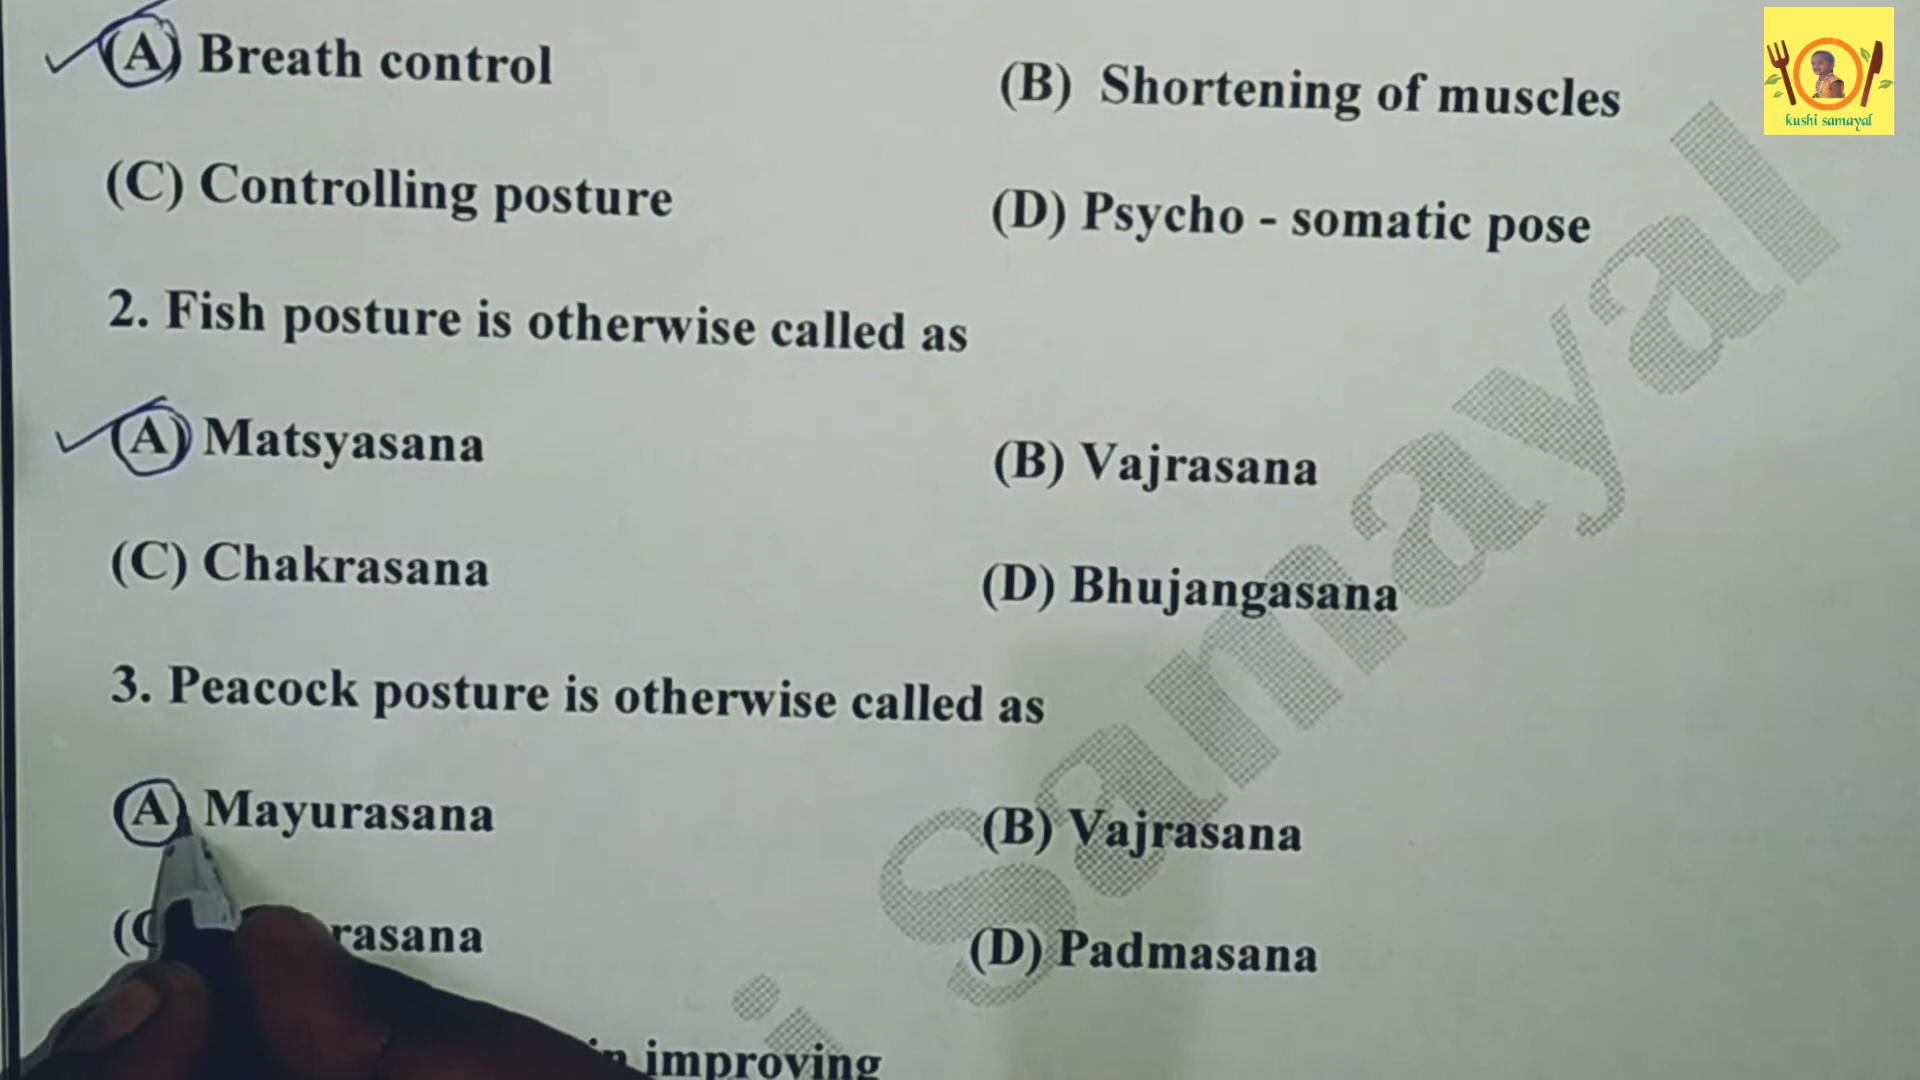 (A) Breath control
(B) Shortening of muscles
(C) Controlling posture
(D) Psycho - somatic pose
2. Fish posture is otherwise called as
(A) Matsyasana
(B) Vajrasana
(C) Chakrasana
(D) Bhujangasana
3. Peacock posture is otherwise called as
(A) Mayurasana
(B) Vajrasana
rasana
(D) Padmasana
improving
Samayal
kushi samayal